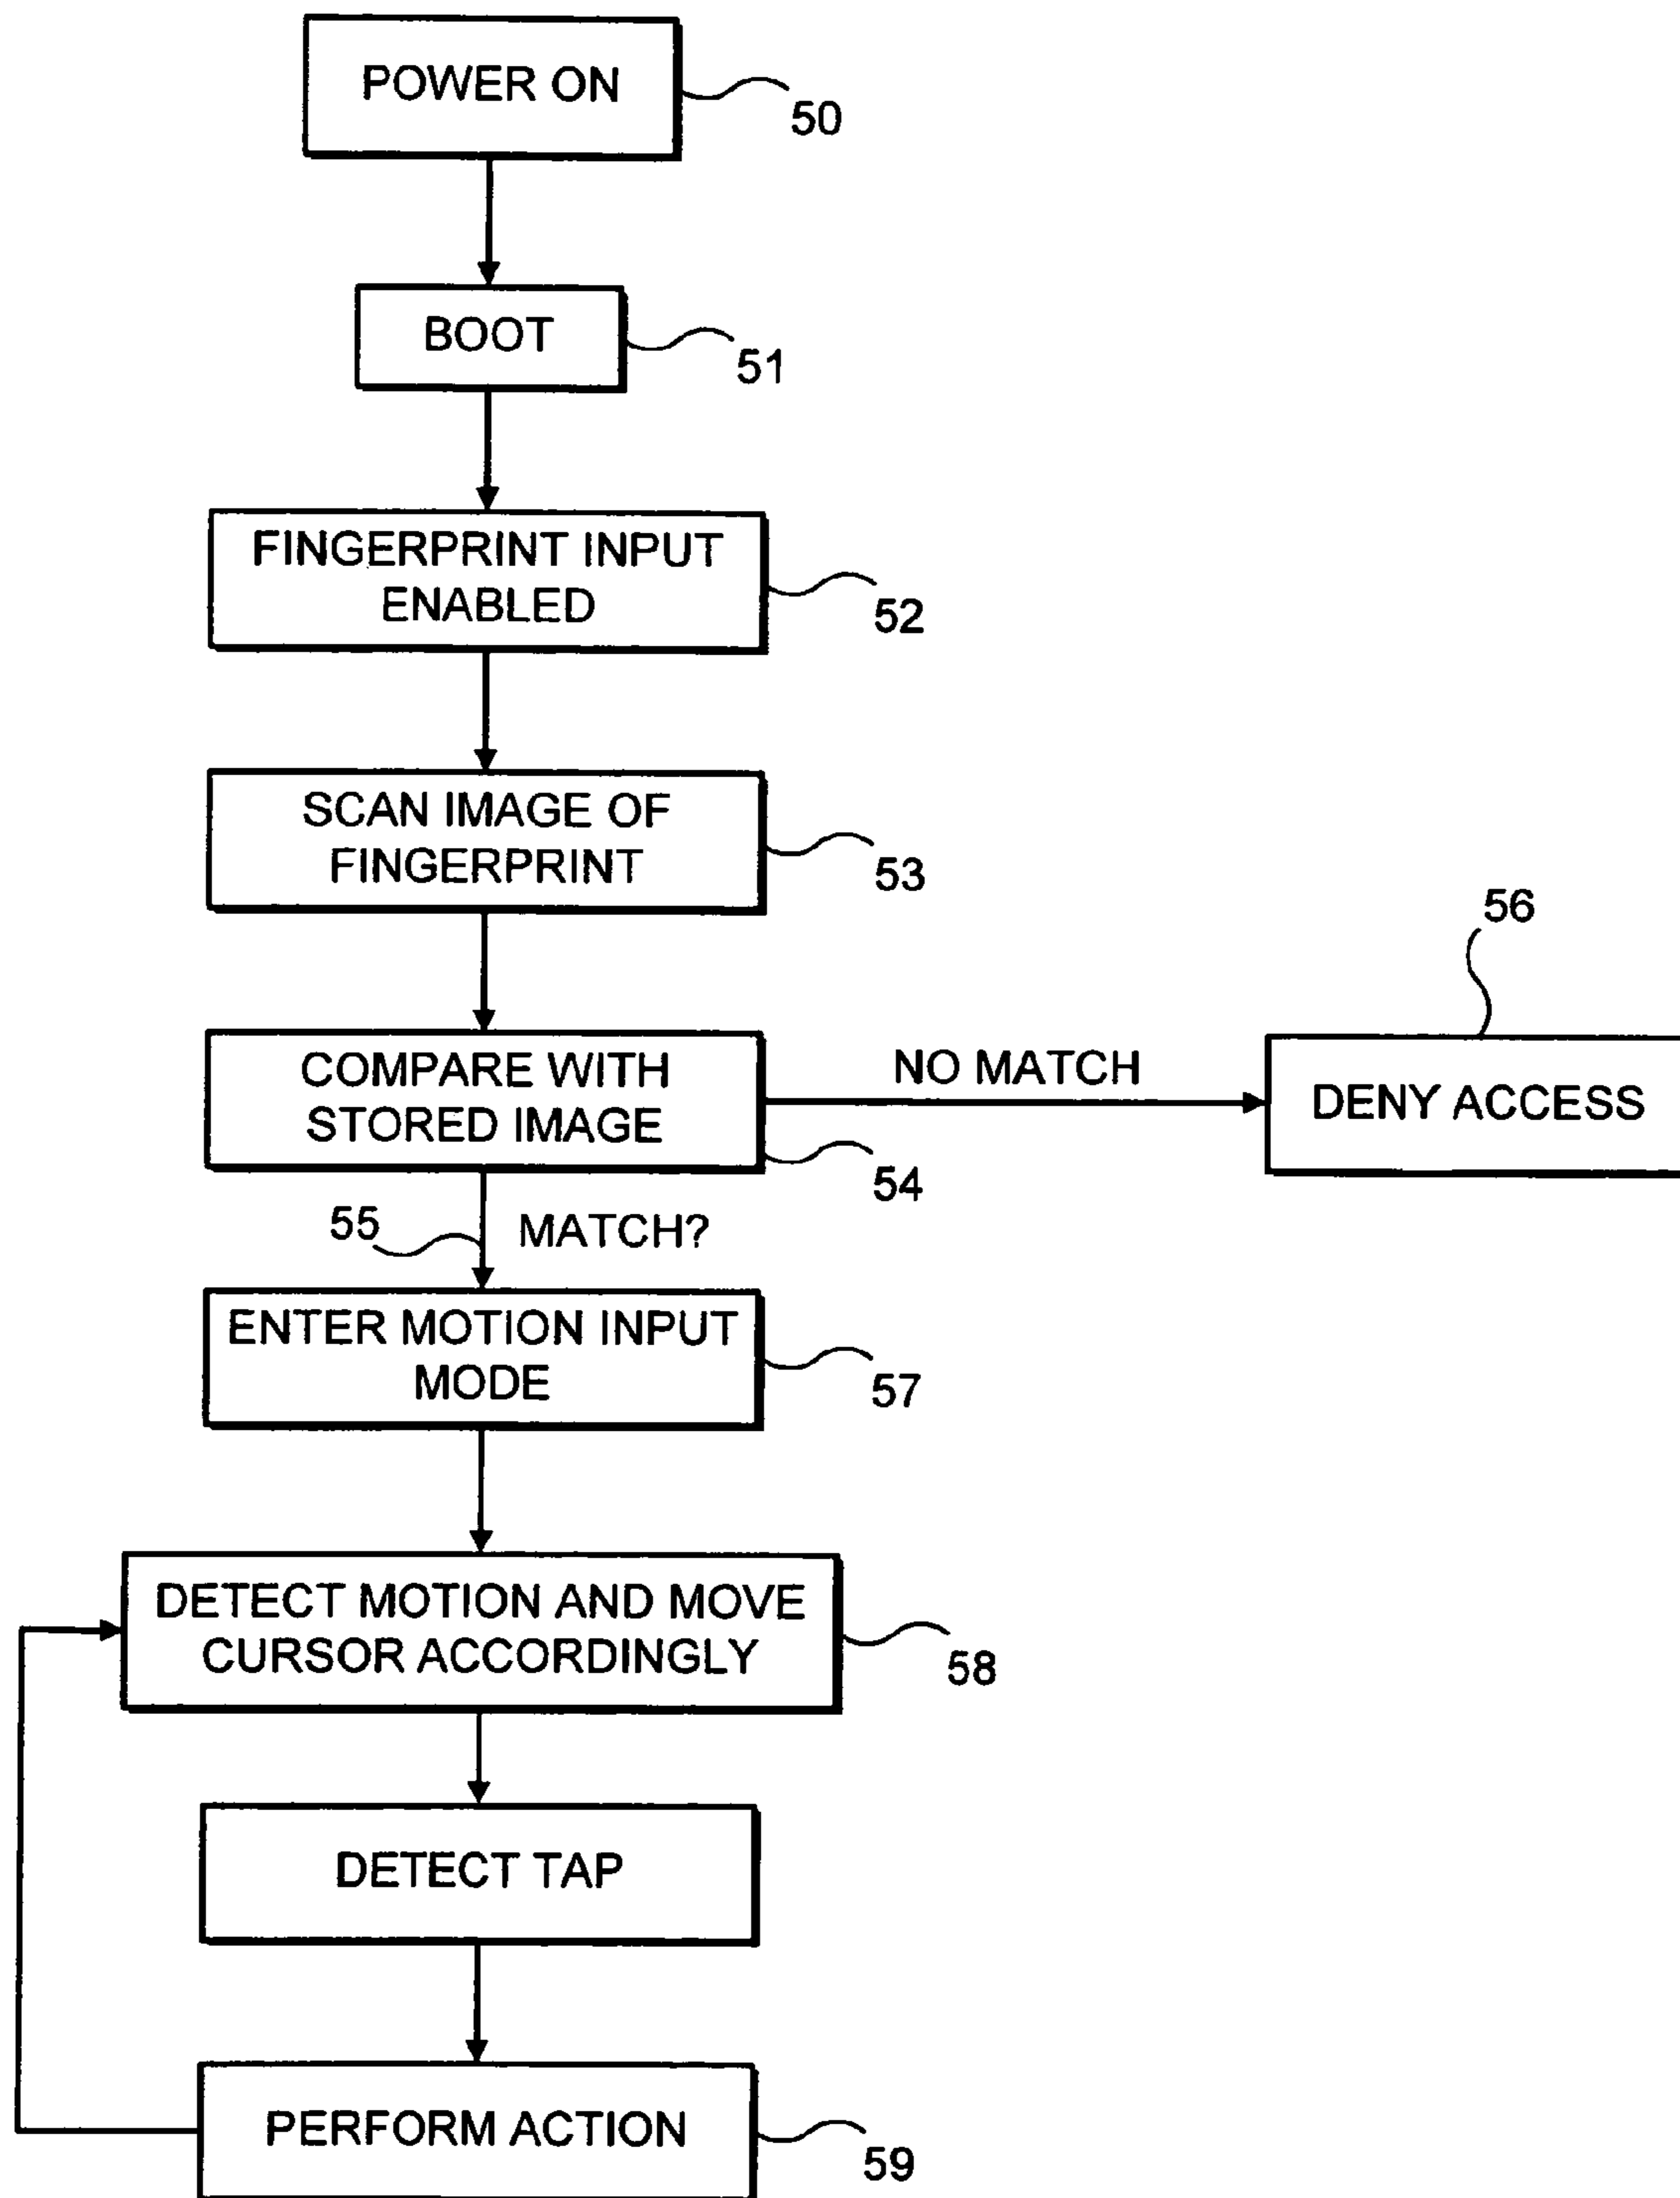 POWER ON
50
BOOT
51
FINGERPRINT INPUT
ENABLED
52
SCAN IMAGE OF
FINGERPRINT
53
COMPARE WITH
STORED IMAGE
54
NO MATCH
56
DENY ACCESS
55
MATCH?
ENTER MOTION INPUT
MODE
57
DETECT MOTION AND MOVE
CURSOR ACCORDINGLY
58
DETECT TAP
PERFORM ACTION
59